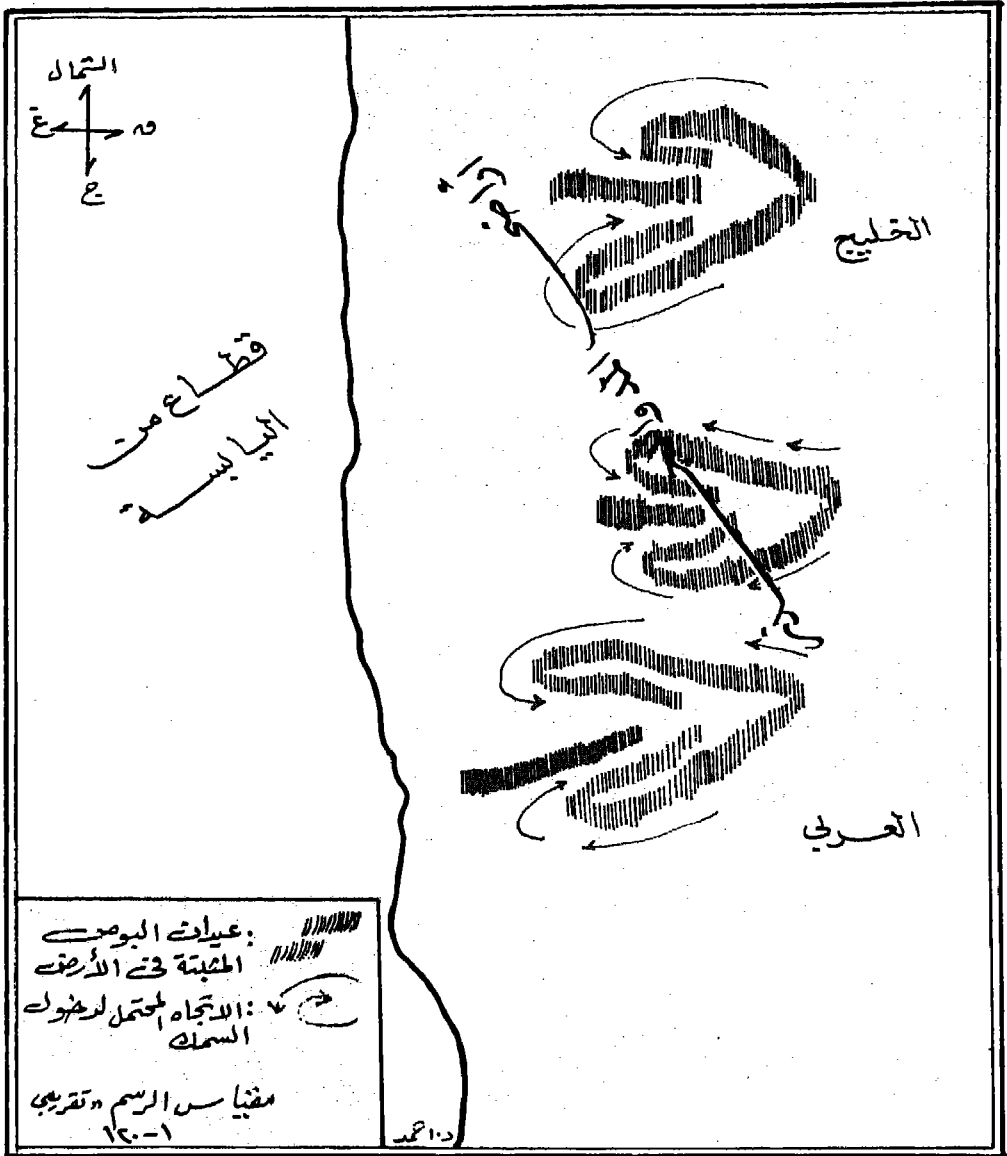 الشمال
غ ق
ج
الخليج
قطاع من
اليابسة
العربي
: عيدان البوص
المثبتة في الأرض
: الاتجاه المحتمل لدخول
السمك
مقياس الرسم "تقريبي
١-١٢٠
د. أحمد